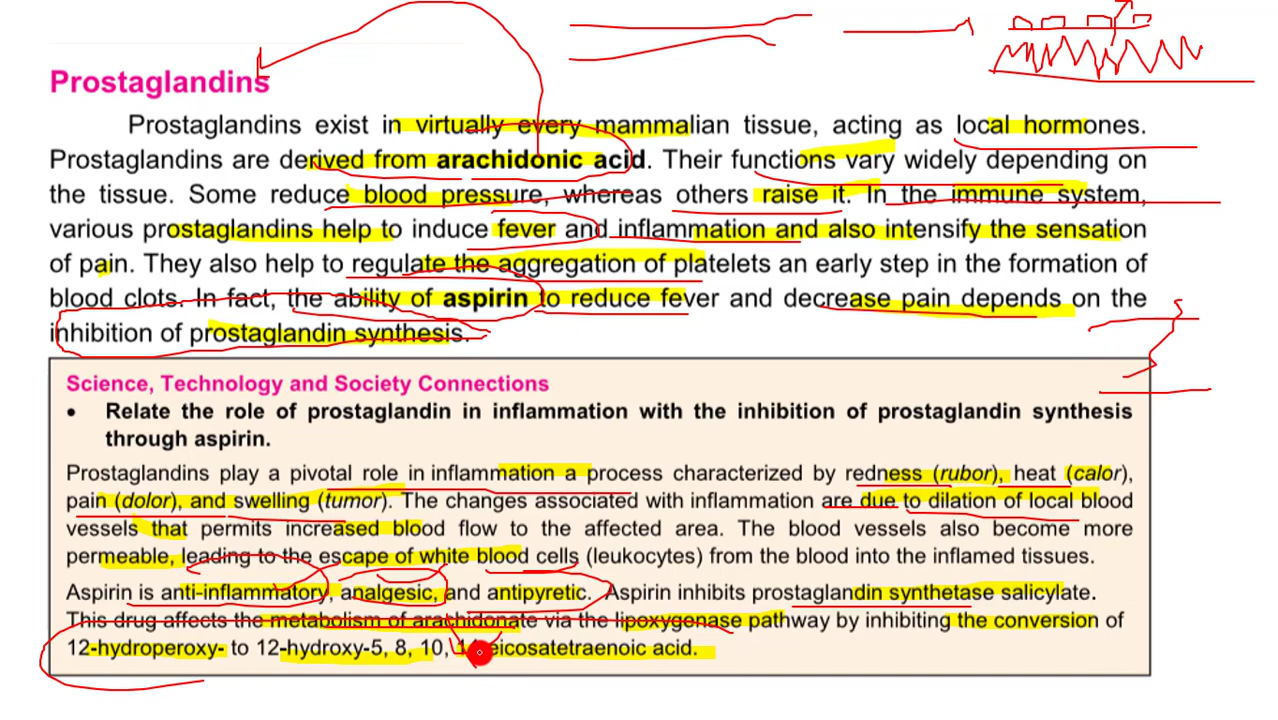 Prostaglandins
Prostaglandins exist in virtually every mammalian tissue, acting as local hormones.
Prostaglandins are derived from arachidonic acid. Their functions vary widely depending on
the tissue. Some reduce blood pressure, whereas others raise it. In the immune system,
various prostaglandins help to induce fever and inflammation and also intensify the sensation
of pain. They also help to regulate the aggregation of platelets an early step in the formation of
blood clots. In fact, the ability of aspirin to reduce fever and decrease pain depends on the
inhibition of prostaglandin synthesis.
Science, Technology and Society Connections
• Relate the role of prostaglandin in inflammation with the inhibition of prostaglandin synthesis
through aspirin.
Prostaglandins play a pivotal role in inflammation a process characterized by redness (rubor), heat (calor),
pain (dolor), and swelling (tumor). The changes associated with inflammation are due to dilation of local blood
vessels that permits increased blood flow to the affected area. The blood vessels also become more
permeable, leading to the escape of white blood cells (leukocytes) from the blood into the inflamed tissues.
Aspirin is anti-inflammatory, analgesic, and antipyretic. Aspirin inhibits prostaglandin synthetase salicylate.
This drug affects the metabolism of arachidonate via the lipoxygenase pathway by inhibiting the conversion of
12-hydroperoxy- to 12-hydroxy-5, 8, 10, eicosatetraenoic acid.